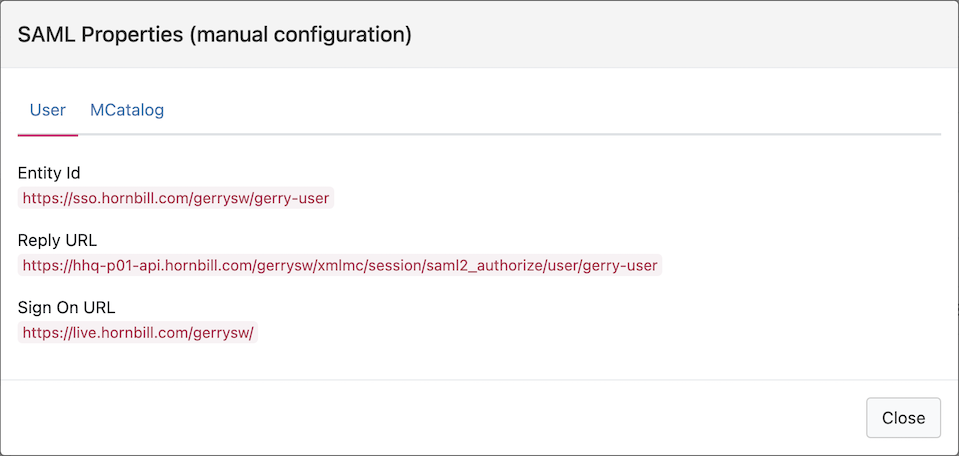 SAML Properties (manual configuration)
User MCatalog
Entity Id
https://sso.hornbill.com/gerrysw/gerry-user
Reply URL
https://hhq-p01-api.hornbill.com/gerrysw/xmlmc/session/saml2_authorize/user/gerry-user
Sign On URL
https://live.hornbill.com/gerrysw/
Close